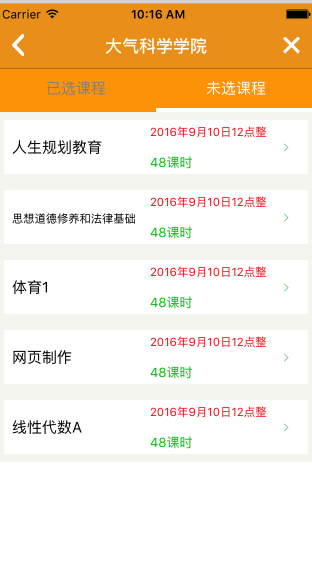 Carrier 10:16 AM
大气科学学院
已选课程 未选课程
2016年9月10日12点整
人生规划教育
48课时
2016年9月10日12点整
思想道德修养和法律基础
48课时
2016年9月10日12点整
体育1
48课时
2016年9月10日12点整
网页制作
48课时
2016年9月10日12点整
线性代数A
48课时